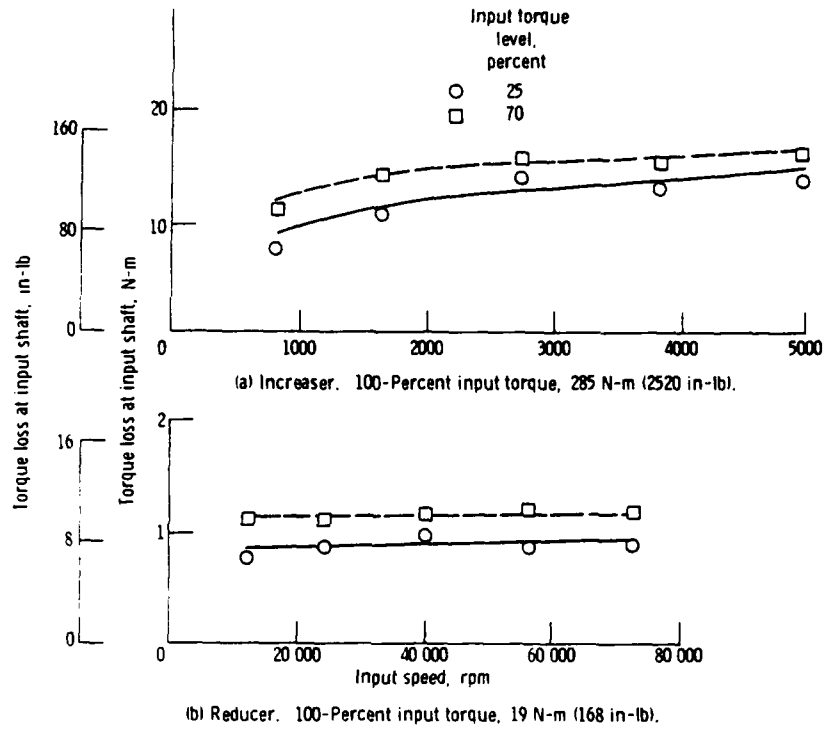 Input torque
level,
percent
25
70
20
10
0
160
80
0
Torque loss at input shaft, in-lb
Torque loss at input shaft, N-m
1000
2000
3000
4000
5000
(a) Increaser. 100-Percent input torque, 285 N-m (2520 in-lb).
2
1
0
16
8
0
20 000
40 000
60 000
80 000
Input speed, rpm
(b) Reducer. 100-Percent input torque, 19 N-m (168 in-lb).